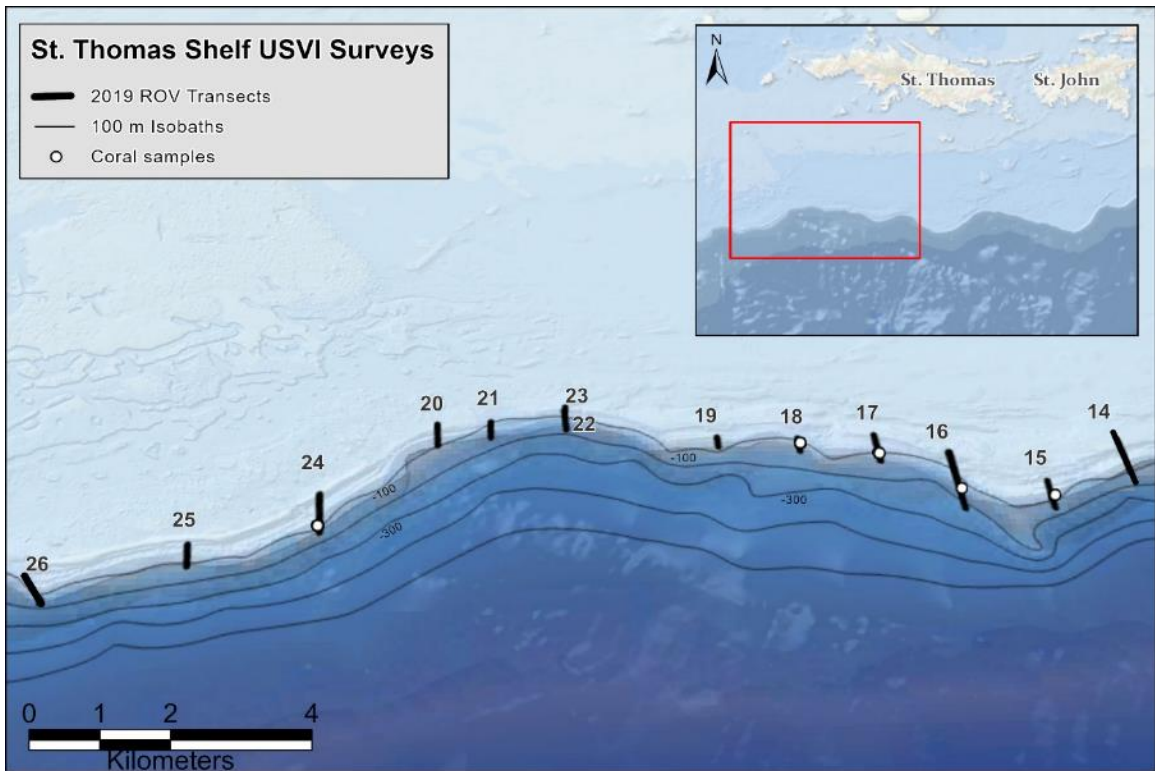 St. Thomas Shelf USVI Surveys
2019 ROV Transects
100 m Isobaths
Coral samples
N
St. Thomas
St. John
20
21
23
22
19
18
17
14
16
15
24
25
26
-100
-300
-100
-300
0 1 2 4
Kilometers